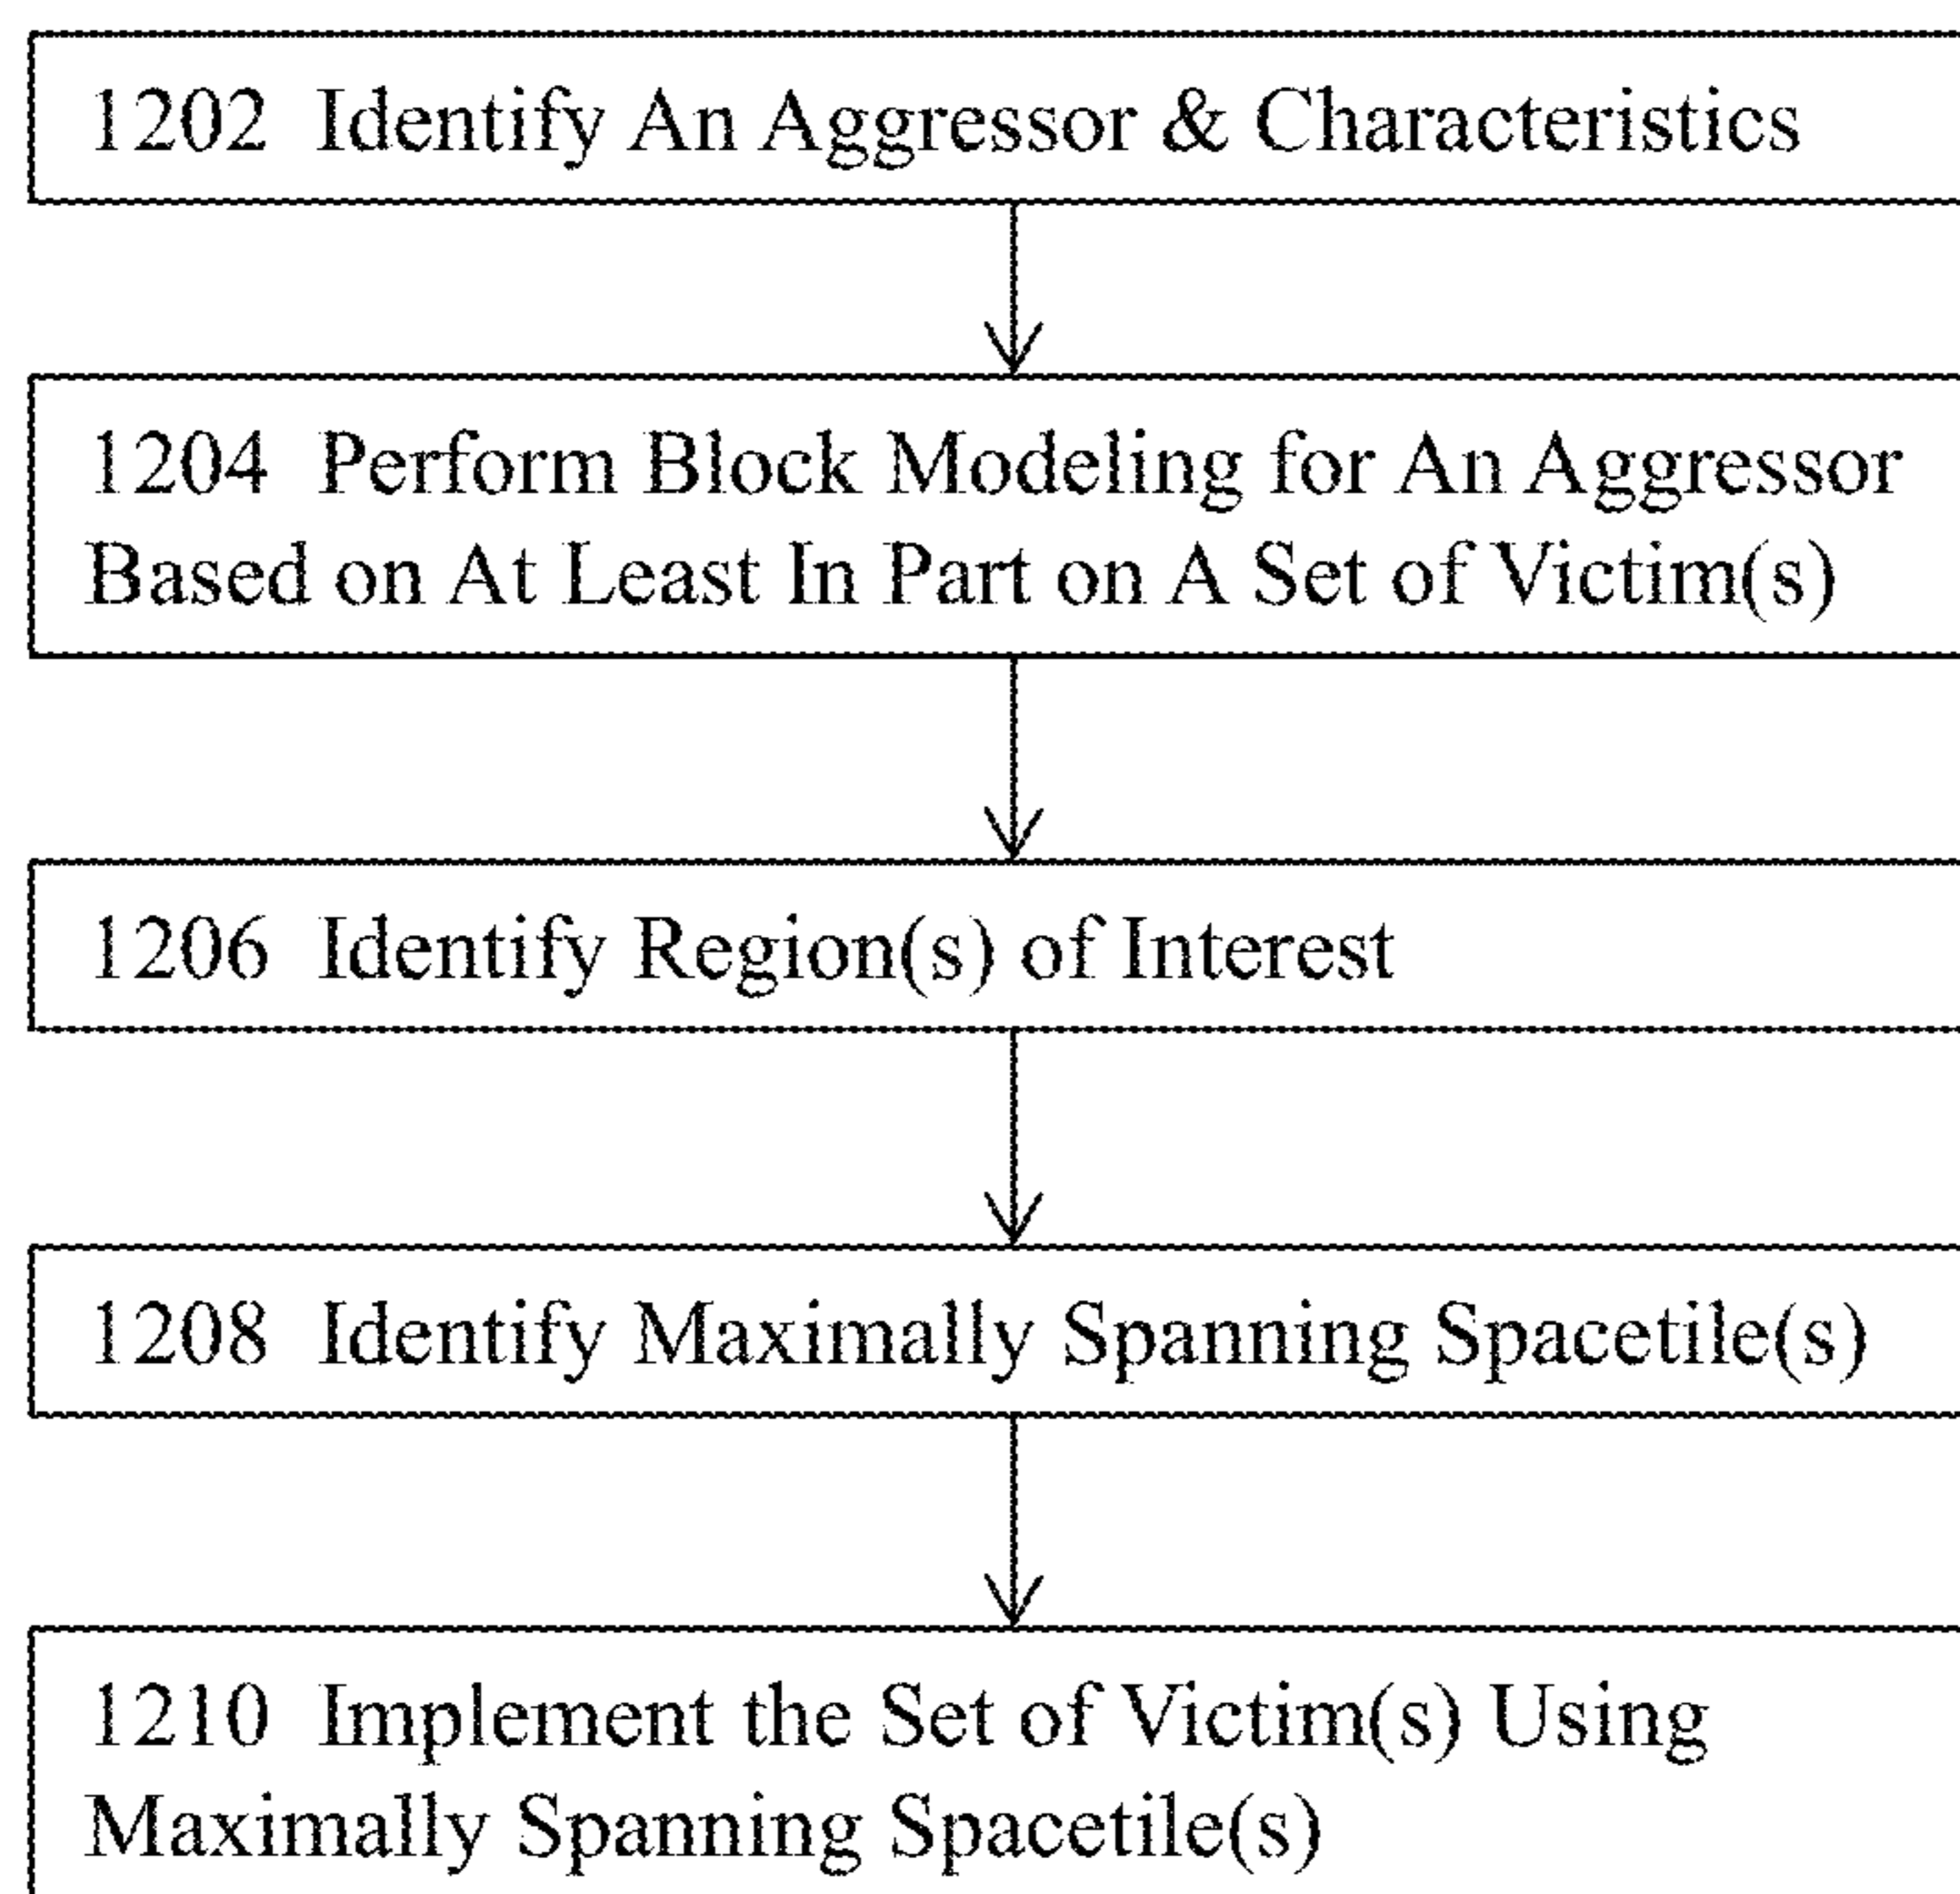 1202 Identify An Aggressor & Characteristics
1204 Perform Block Modeling for An Aggressor
Based on At Least In Part on A Set of Victim(s)
1206 Identify Region(s) of Interest
1208 Identify Maximally Spanning Spacetile(s)
1210 Implement the Set of Victim(s) Using
Maximally Spanning Spacetile(s)